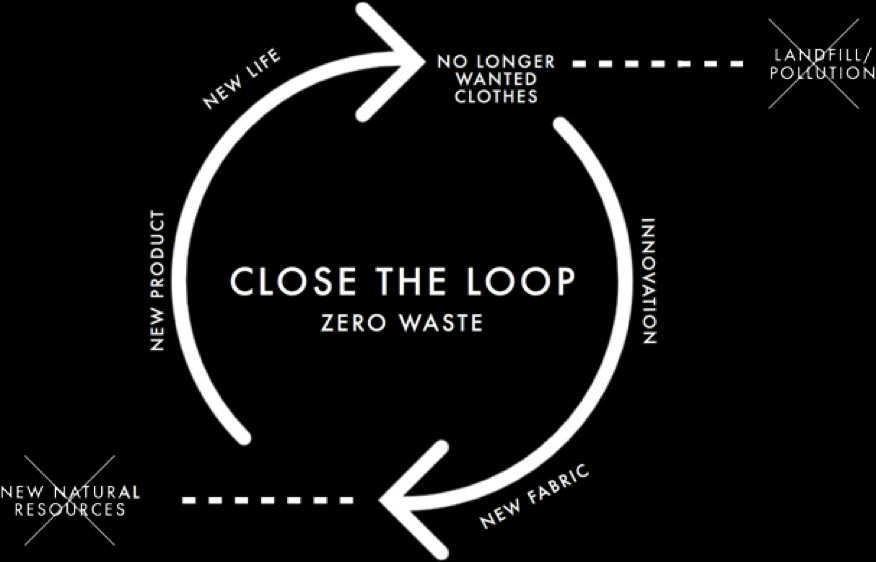 NEW LIFE
NO LONGER
WANTED
CLOTHES
LANDFILL/
POLLUTION
NEW PRODUCT
INNOVATION
CLOSE THE LOOP
ZERO WASTE
NEW NATURAL
RESOURCES
NEW FABRIC